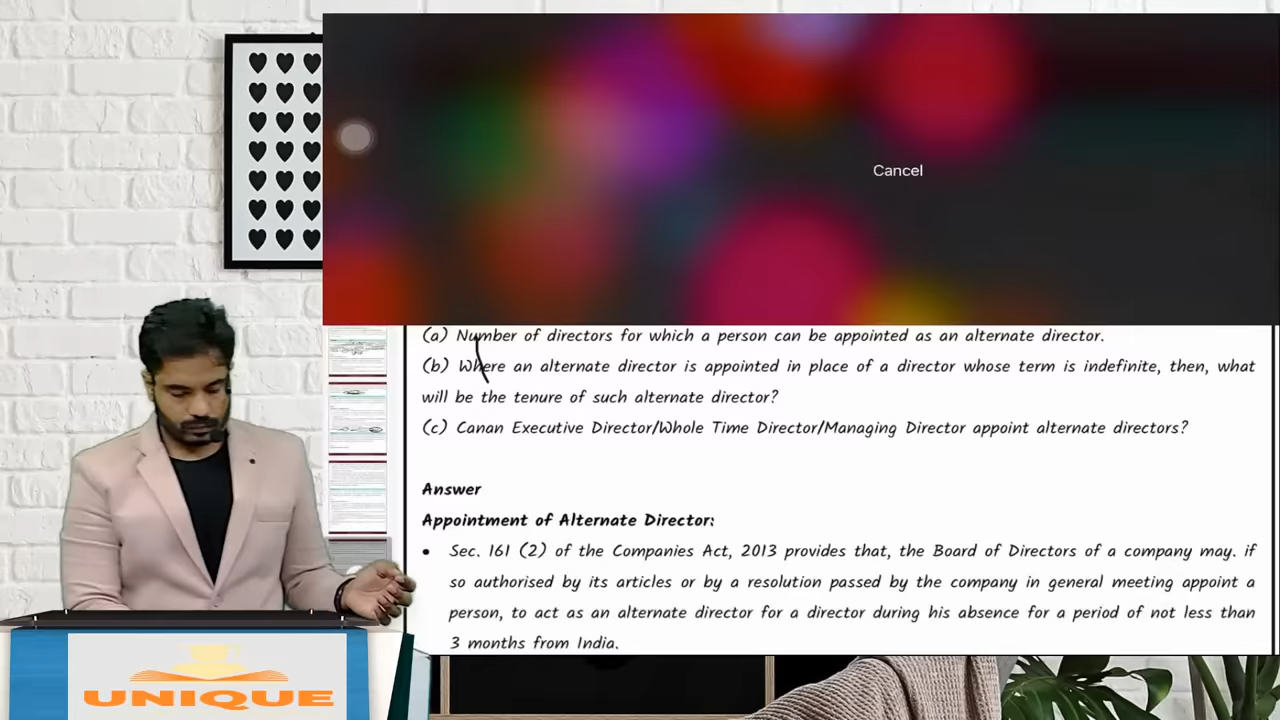 Cancel
(a) Number of directors for which a person can be appointed as an alternate director.
(b) Where an alternate director is appointed in place of a director whose term is indefinite, then, what
will be the tenure of such alternate director?
(c) Canan Executive Director/Whole Time Director/Managing Director appoint alternate directors?
Answer
Appointment of Alternate Director:
• Sec. 161 (2) of the Companies Act, 2013 provides that, the Board of Directors of a company may. if
so authorised by its articles or by a resolution passed by the company in general meeting appoint a
person, to act as an alternate director for a director during his absence for a period of not less than
3 months from India.
UNIQUE